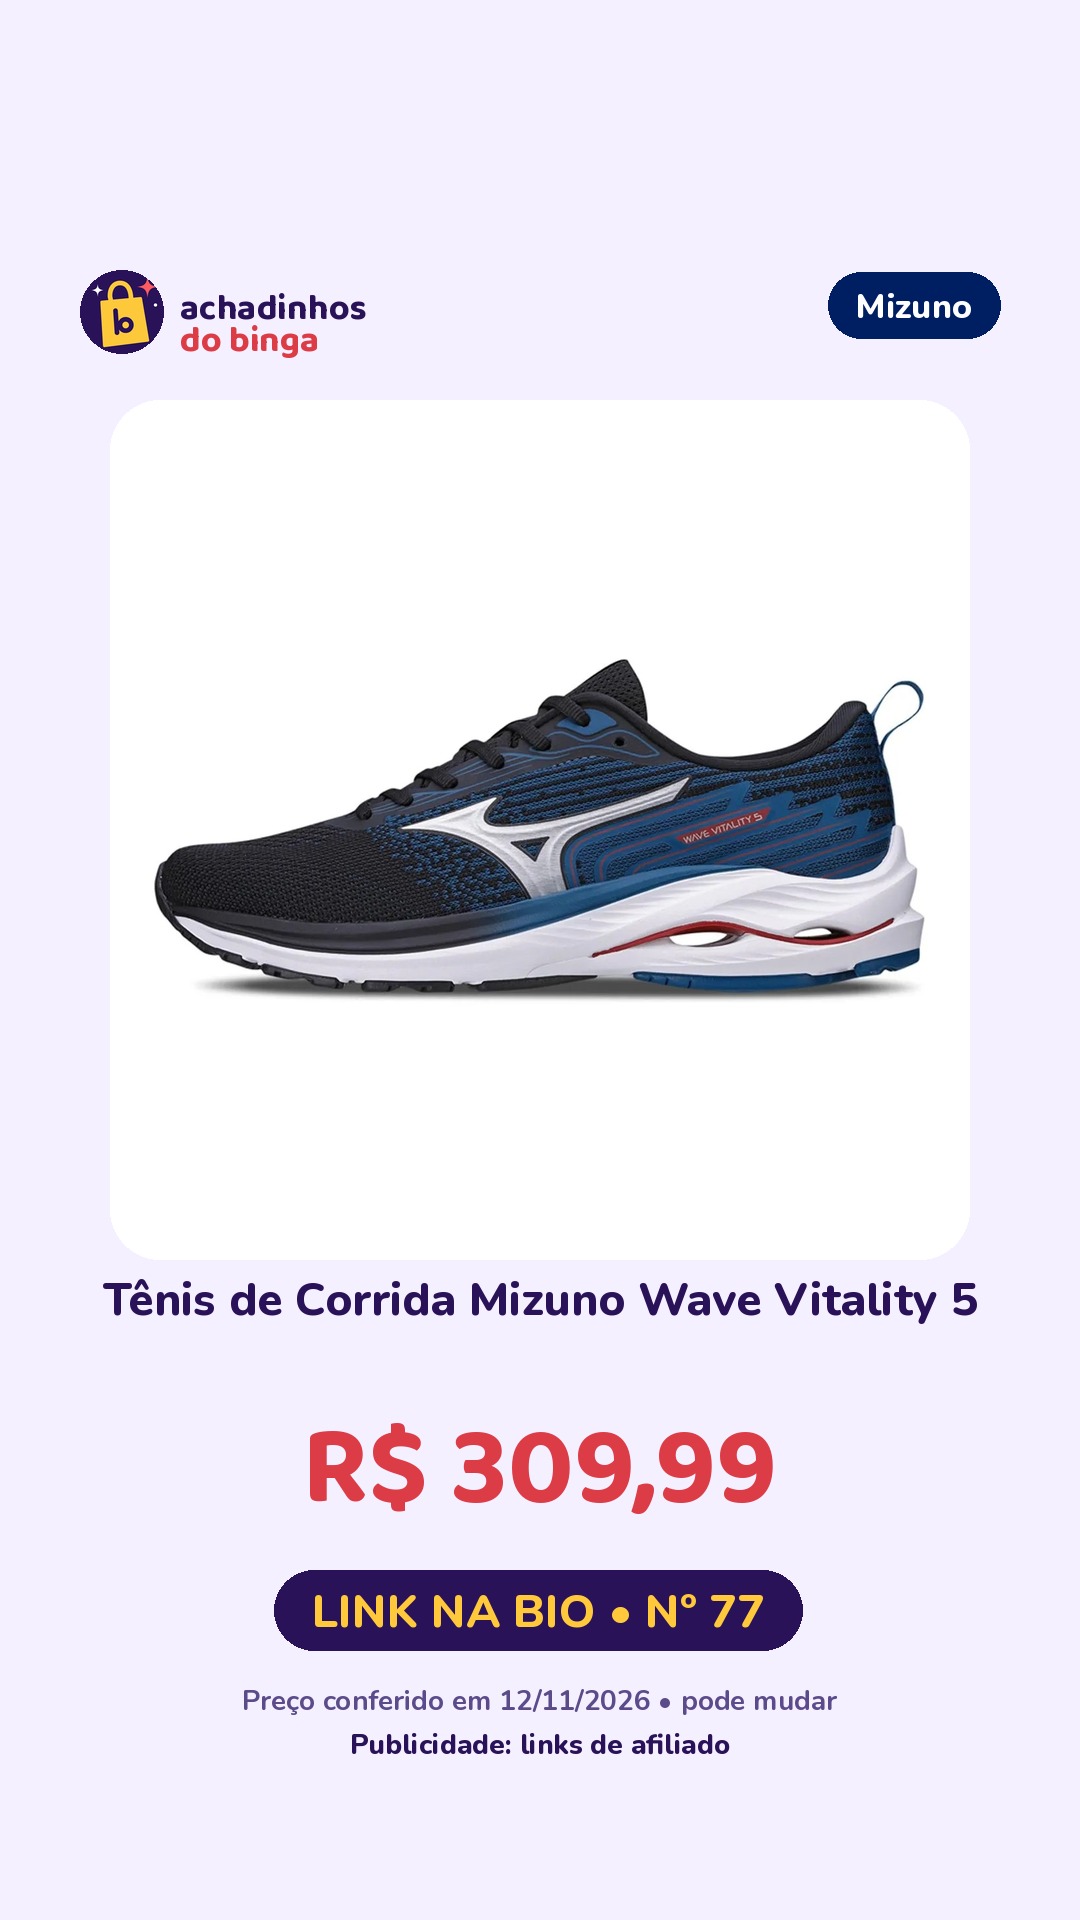 b
achadinhos
do binga
Mizuno
WAVE VITALITY 5
Tênis de Corrida Mizuno Wave Vitality 5
R$ 309,99
LINK NA BIO • Nº 77
Preço conferido em 12/11/2026 • pode mudar
Publicidade: links de afiliado